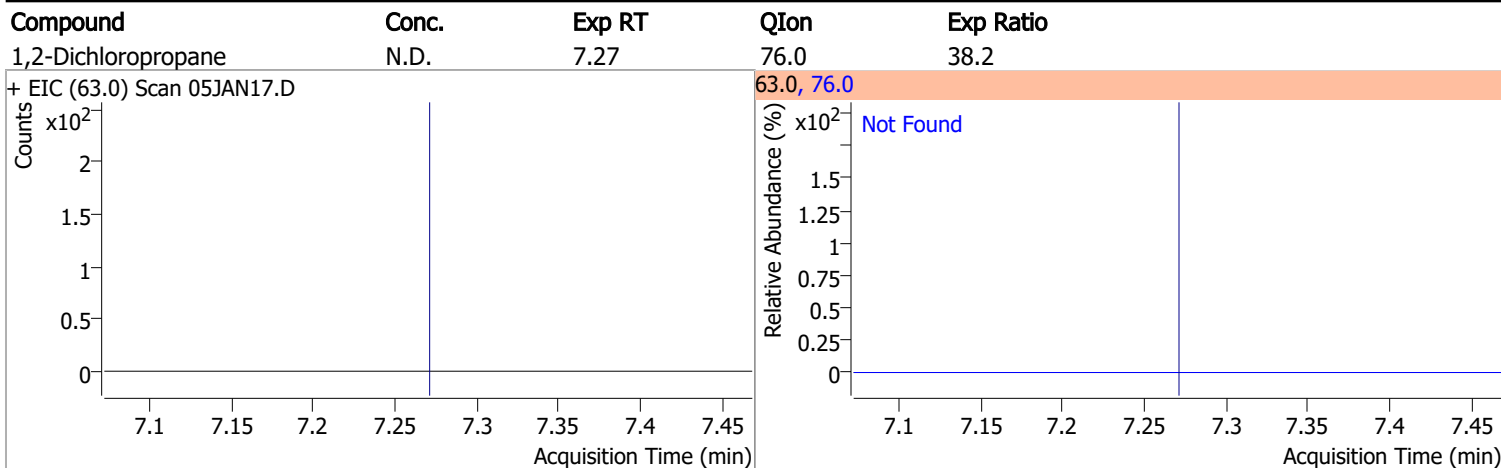 Compound Conc. Exp RT QIon Exp Ratio
1,2-Dichloropropane N.D. 7.27 76.0 38.2
+ EIC (63.0) Scan 05JAN17.D
Counts
x10²
2
1.5
1
0.5
0
7.1 7.15 7.2 7.25 7.3 7.35 7.4 7.45
Acquisition Time (min)
63.0, 76.0
Relative Abundance (%)
x10²
Not Found
1.5
1.25
1
0.75
0.5
0.25
0
7.1 7.15 7.2 7.25 7.3 7.35 7.4 7.45
Acquisition Time (min)